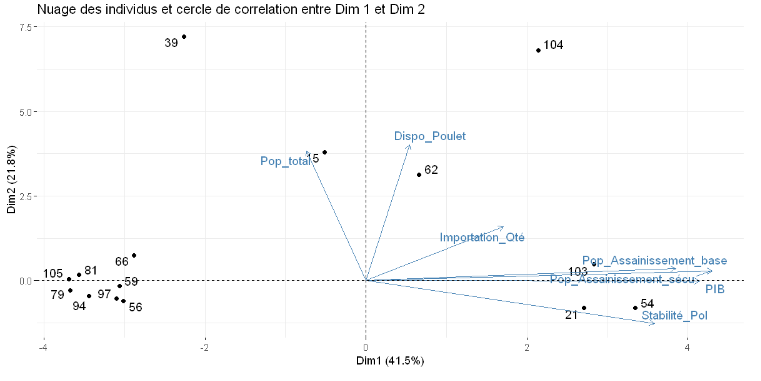 Nuage des individus et cercle de correlation entre Dim 1 et Dim 2
7.5
39
104
5.0
Dispo_Poulet
Pop_total
15
62
2.5
Importation_Qté
Dim2 (21.8%)
66
Pop_Assainissement_base
105
81
103
59
Pop_Assainissement_secu
0.0
PIB
79
97
94
56
54
21
Stabilité_Pol
-4
-2
0
2
4
Dim1 (41.5%)